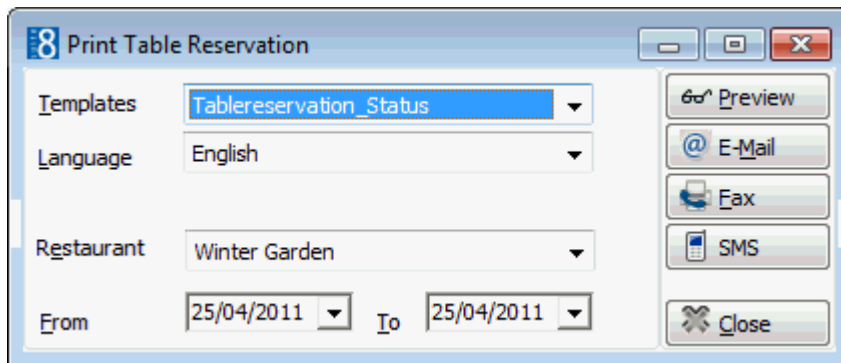 8 Print Table Reservation
Templates Tablereservation_Status
Preview
Language English
E-Mail
Fax
Restaurant Winter Garden
SMS
From 25/04/2011 To 25/04/2011
Close